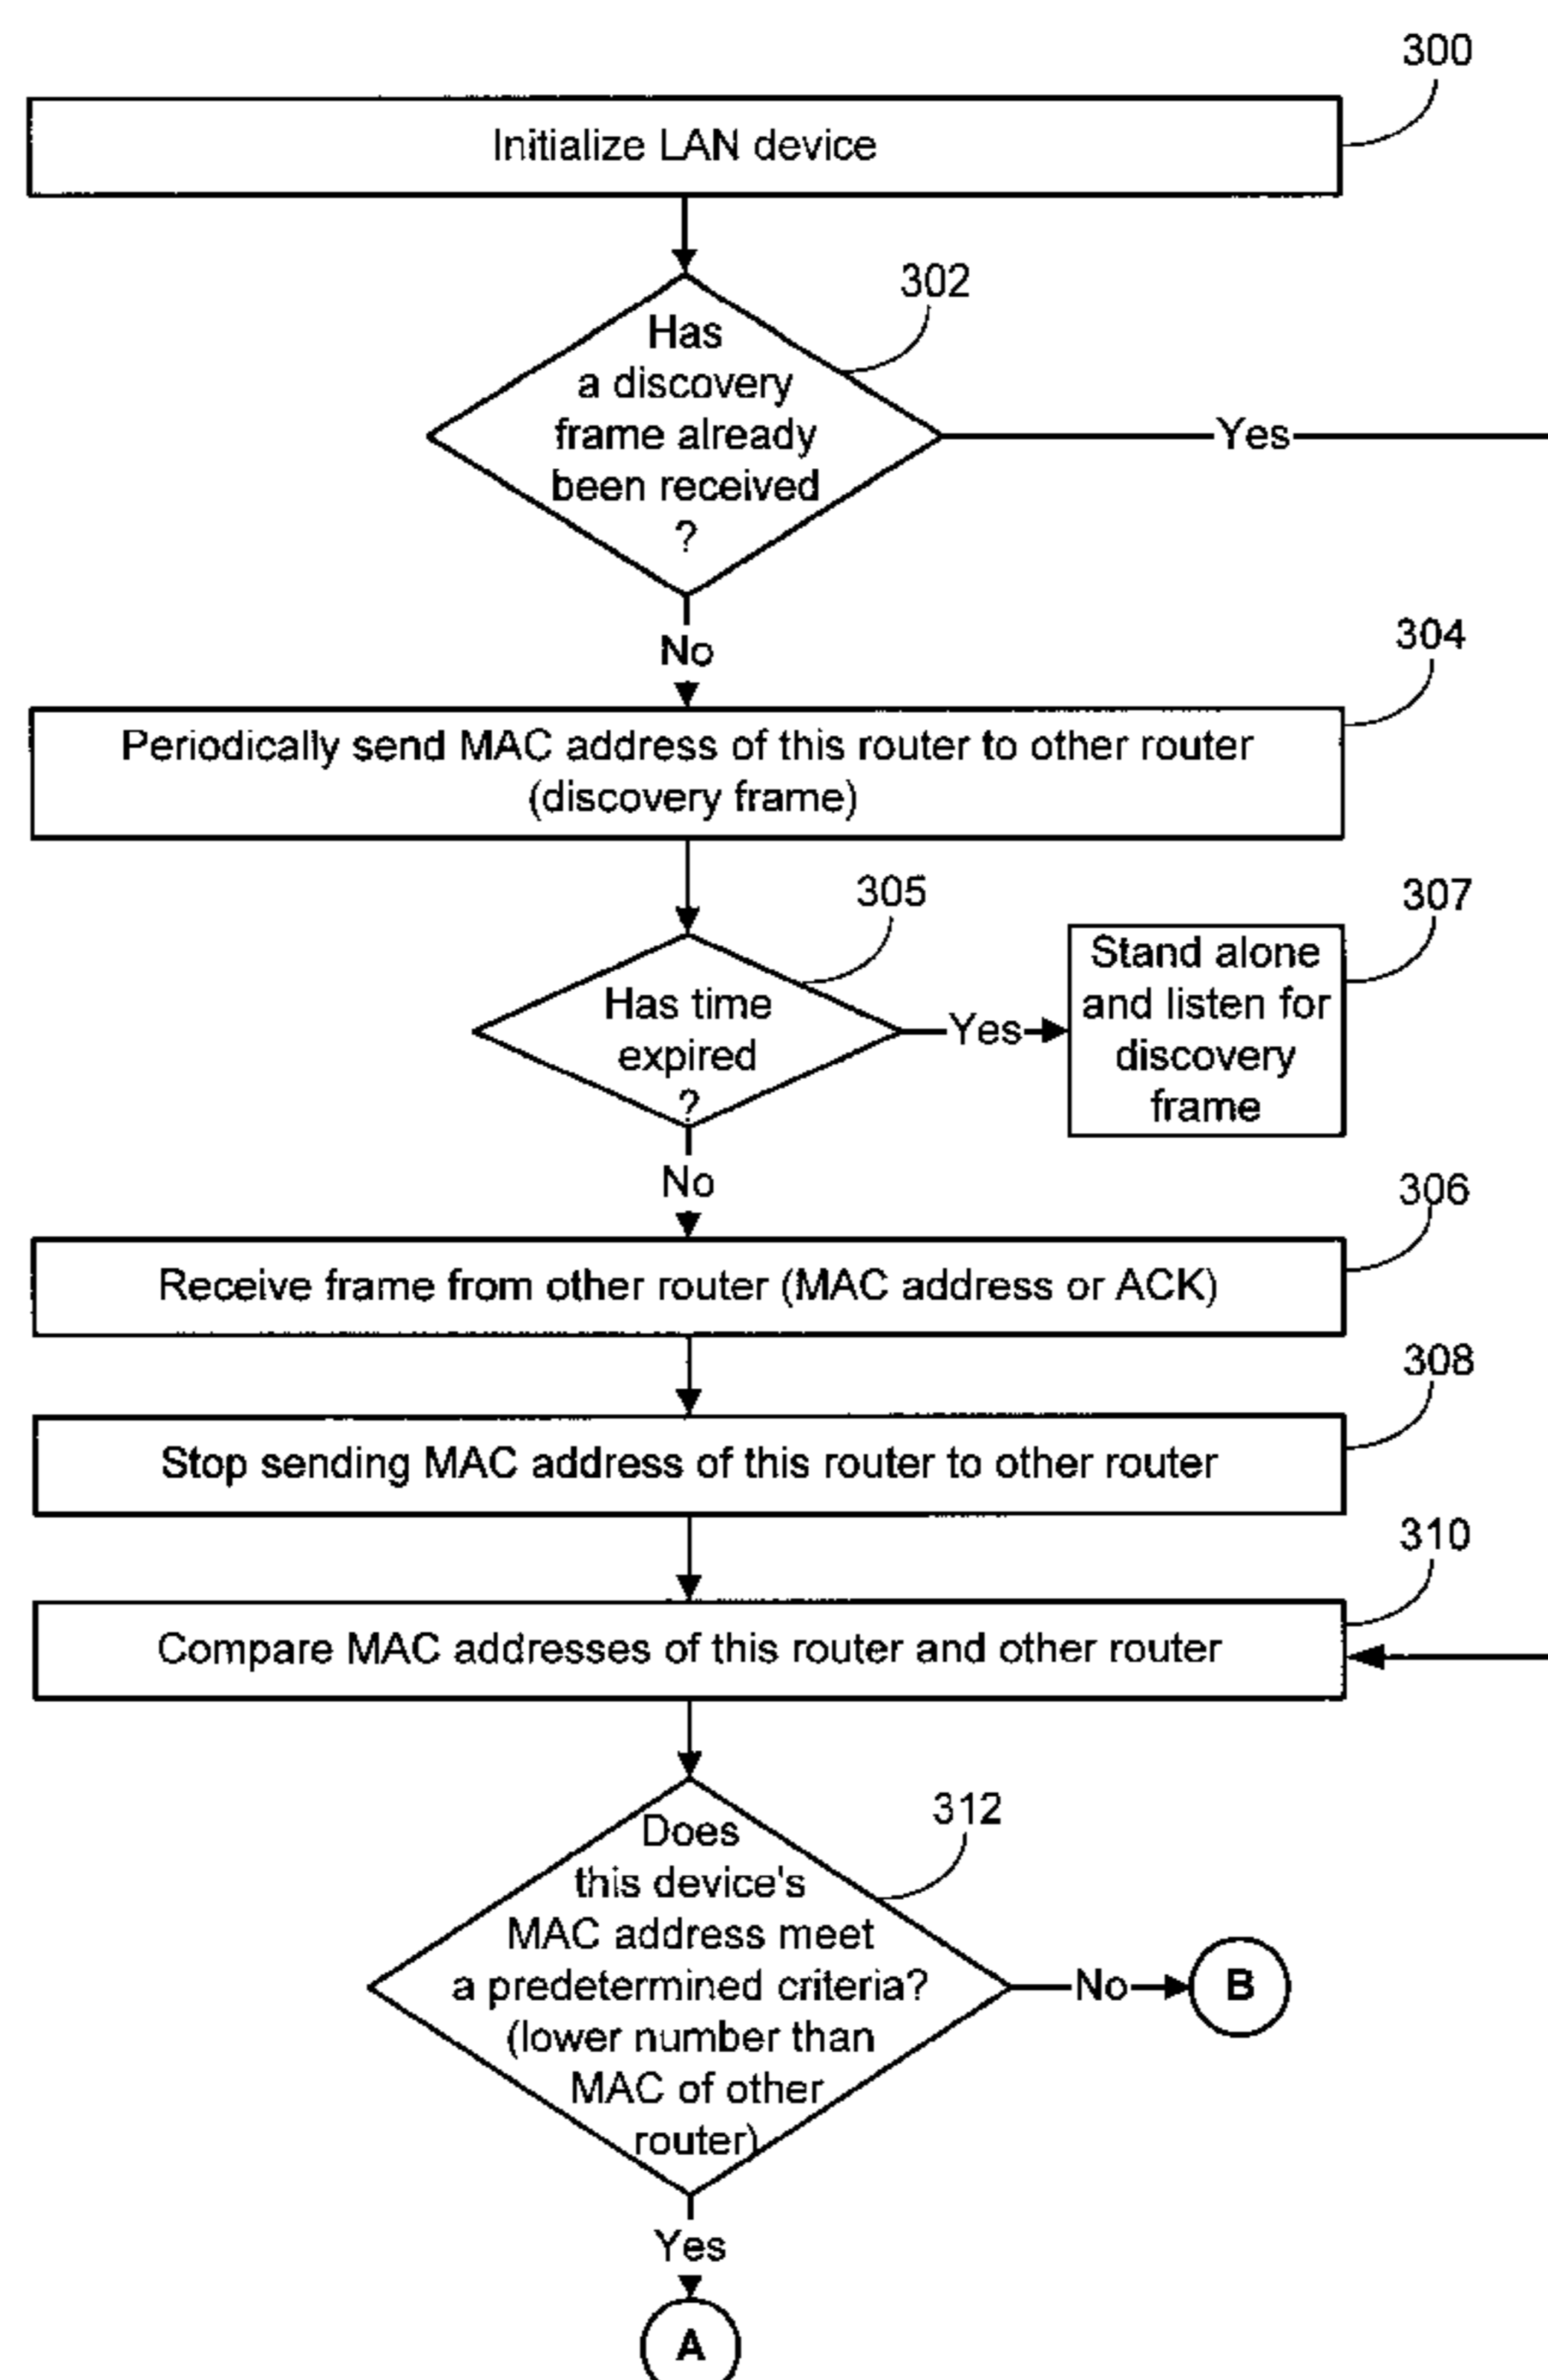 300
Initialize LAN device
302
Has
a discovery
frame already
been received
?
Yes
No
304
Periodically send MAC address of this router to other router
(discovery frame)
305
307
Has time
expired
?
Yes
Stand alone
and listen for
discovery
frame
No
306
Receive frame from other router (MAC address or ACK)
308
Stop sending MAC address of this router to other router
310
Compare MAC addresses of this router and other router
312
Does
this device's
MAC address meet
a predetermined criteria?
(lower number than
MAC of other
router)
No
B
Yes
A